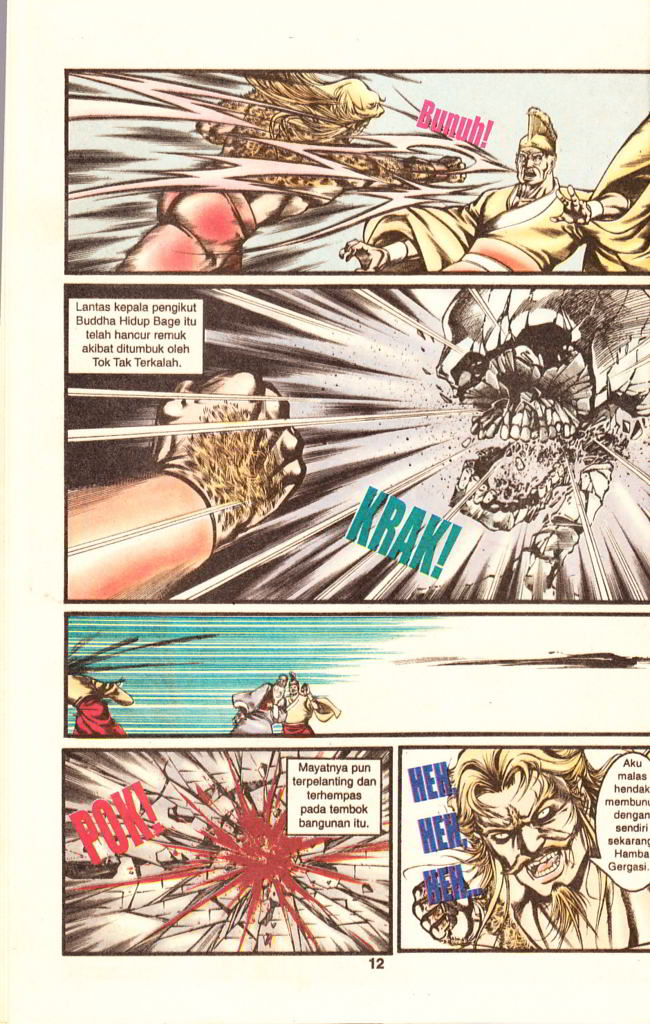 Bunuh!
Lantas kepala pengikut
Buddha Hidup Bage itu
telah hancur remuk
akibat ditumbuk oleh
Tok Tak Terkalah.
KRAK!
Mayatnya pun
terpelanting dan
terhempas
pada tembok
bangunan itu.
POK!
HEH,
HEH,
HEH...
Aku
malas
hendak
membunu
dengan
sendiri
sekarang
Hamba
Gergasi.
12